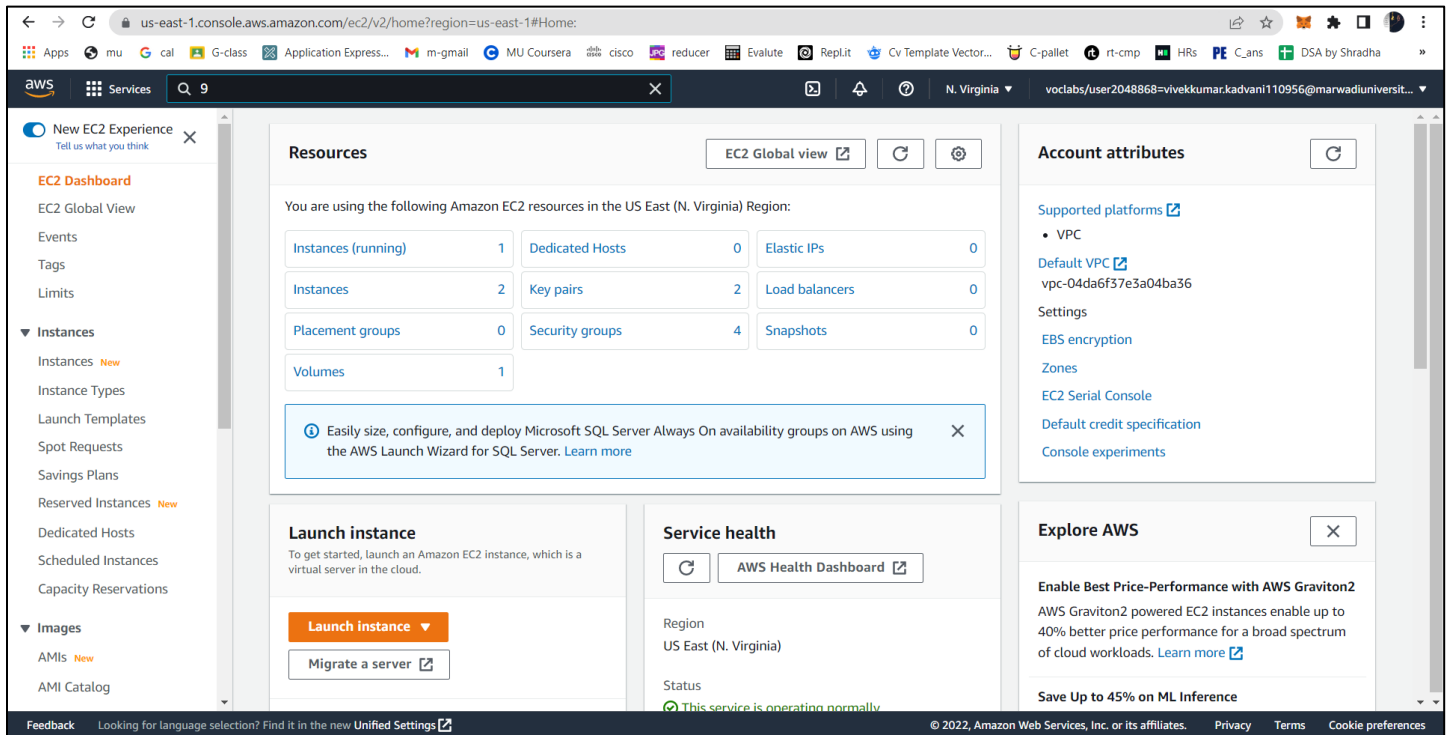 us-east-1.console.aws.amazon.com/ec2/v2/home?region=us-east-1#Home:
Apps mu cal G-class Application Express... m-gmail MU Coursera cisco reducer Evalute Repl.it Cv Template Vector... C-pallet rt-cmp HRs C_ans DSA by Shradha »
aws Services 9 N. Virginia voclabs/user2048868=vivekkumar.kadvani110956@marwadiuniversit...
New EC2 Experience
Tell us what you think
EC2 Dashboard
EC2 Global View
Events
Tags
Limits
Instances
Instances New
Instance Types
Launch Templates
Spot Requests
Savings Plans
Reserved Instances New
Dedicated Hosts
Scheduled Instances
Capacity Reservations
Images
AMIs New
AMI Catalog
Resources
EC2 Global view
You are using the following Amazon EC2 resources in the US East (N. Virginia) Region:
Instances (running) 1 Dedicated Hosts 0 Elastic IPs 0
Instances 2 Key pairs 2 Load balancers 0
Placement groups 0 Security groups 4 Snapshots 0
Volumes 1
Easily size, configure, and deploy Microsoft SQL Server Always On availability groups on AWS using
the AWS Launch Wizard for SQL Server. Learn more
Launch instance
To get started, launch an Amazon EC2 instance, which is a
virtual server in the cloud.
Launch instance
Migrate a server
Service health
AWS Health Dashboard
Region
US East (N. Virginia)
Status
This service is operating normally
Account attributes
Supported platforms
• VPC
Default VPC
vpc-04da6f37e3a04ba36
Settings
EBS encryption
Zones
EC2 Serial Console
Default credit specification
Console experiments
Explore AWS
Enable Best Price-Performance with AWS Graviton2
AWS Graviton2 powered EC2 instances enable up to
40% better price performance for a broad spectrum
of cloud workloads. Learn more
Save Up to 45% on ML Inference
Feedback Looking for language selection? Find it in the new Unified Settings © 2022, Amazon Web Services, Inc. or its affiliates. Privacy Terms Cookie preferences